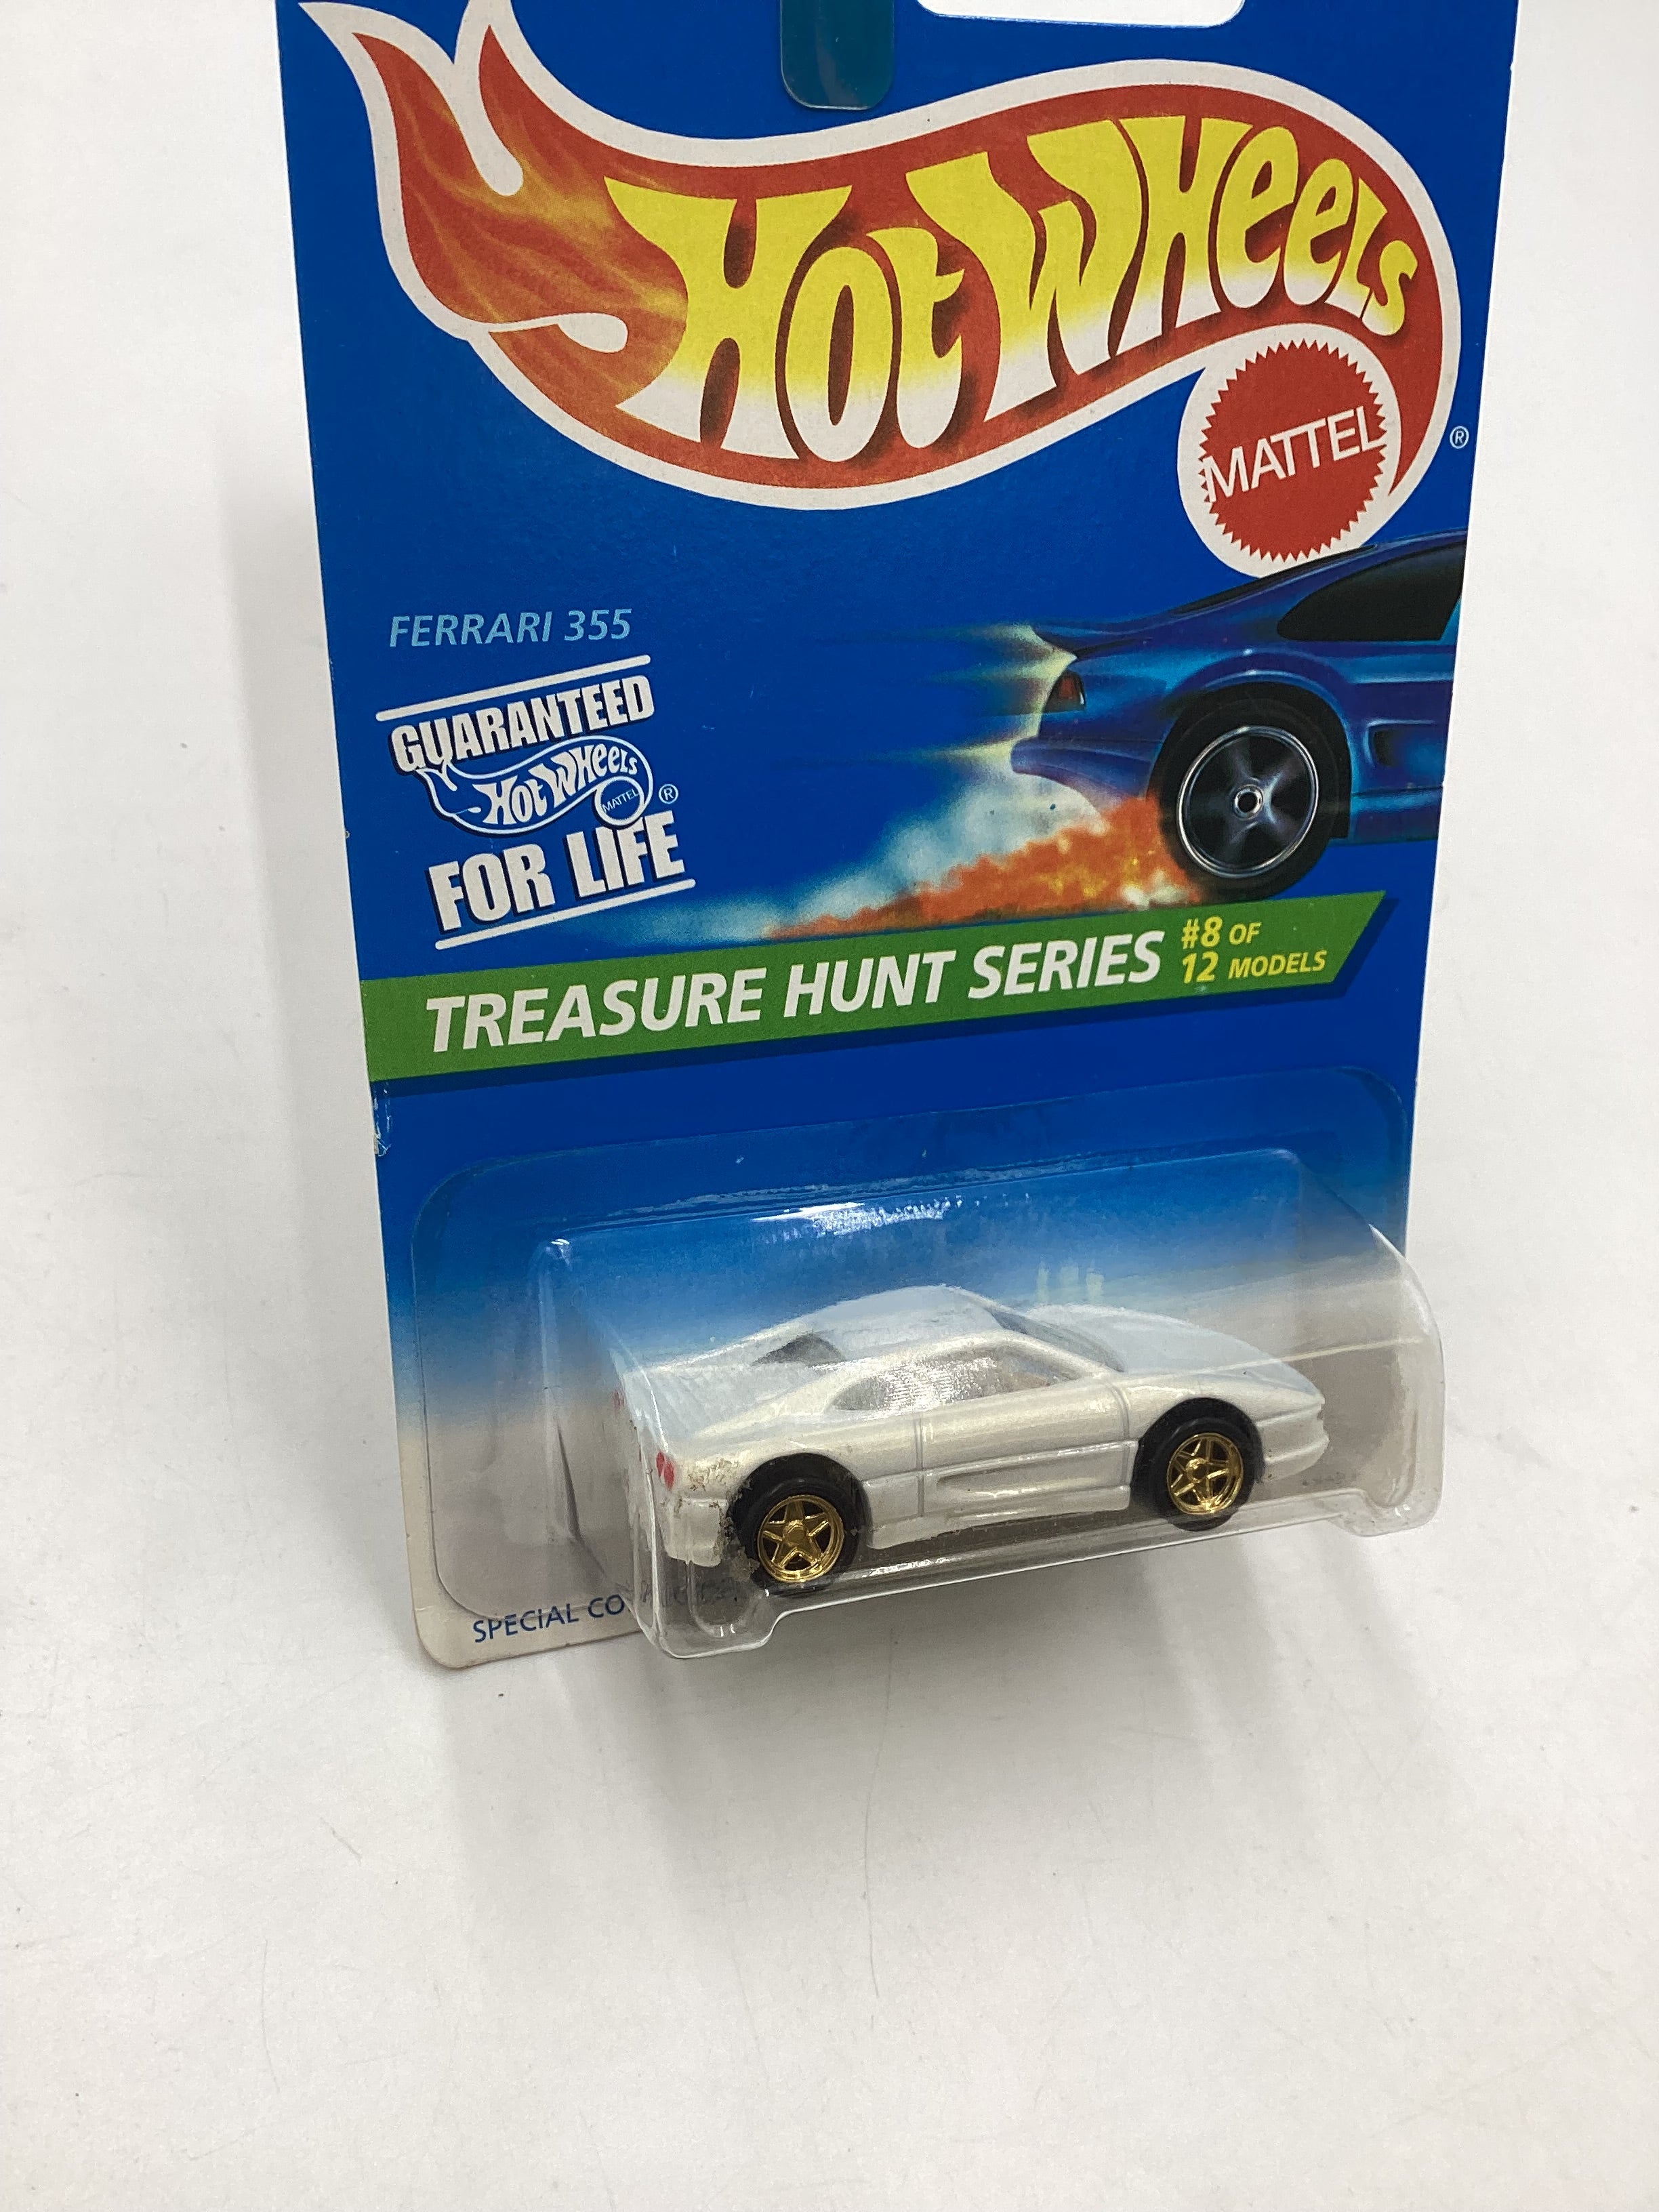 Hot Wheels
MATTEL
®
FERRARI 355
GUARANTEED
Hot Wheels
MATTEL
®
FOR LIFE
TREASURE HUNT SERIES #8 OF
12 MODELS
SPECIAL